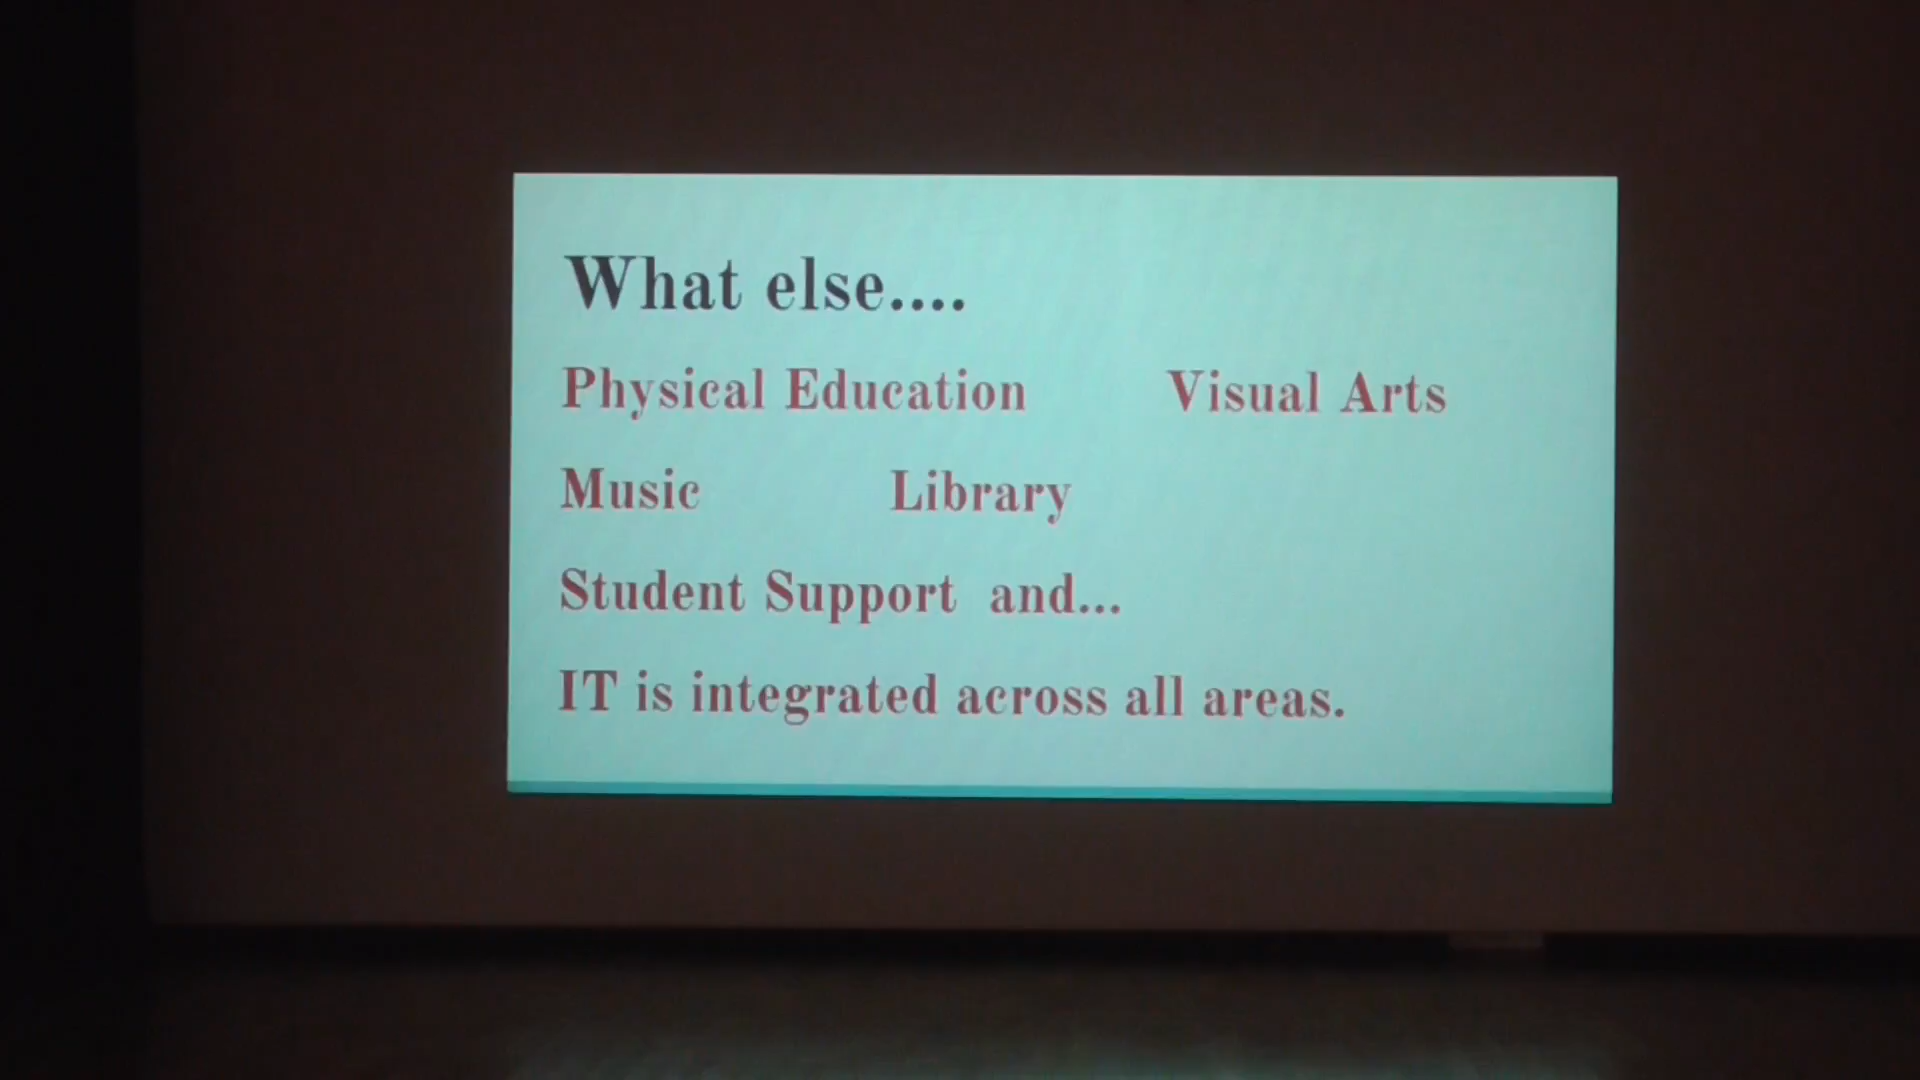 What else....
Physical Education Visual Arts
Music Library
Student Support and...
IT is integrated across all areas.